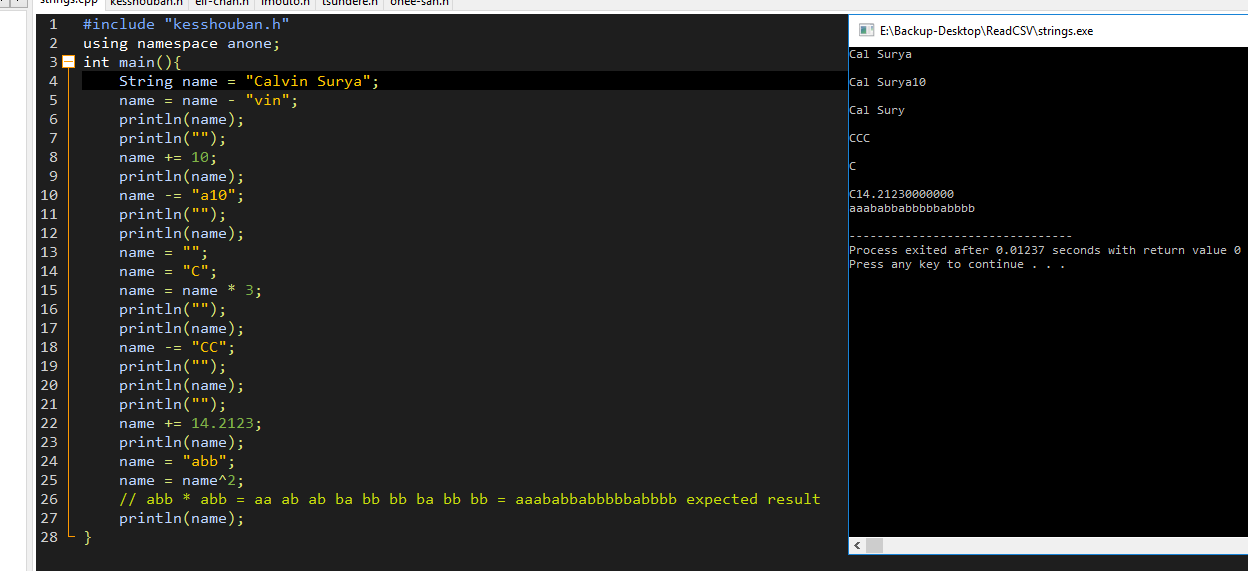 strings.cpp kesshouban.h elf-chan.h imouto.h tsundere.h onee-san.h
1 #include "kesshouban.h"
2 using namespace anone;
3 int main(){
4 String name = "Calvin Surya";
5 name = name - "vin";
6 println(name);
7 println("");
8 name += 10;
9 println(name);
10 name -= "a10";
11 println("");
12 println(name);
13 name = "";
14 name = "C";
15 name = name * 3;
16 println("");
17 println(name);
18 name -= "CC";
19 println("");
20 println(name);
21 println("");
22 name += 14.2123;
23 println(name);
24 name = "abb";
25 name = name^2;
26 // abb * abb = aa ab ab ba bb bb ba bb bb = aaababbabbbbbabbbb expected result
27 println(name);
28 }
E:\Backup-Desktop\ReadCSV\strings.exe
Cal Surya
Cal Surya10
Cal Sury
CCC
C
C14.21230000000
aaababbabbbbbabbbb
--------------------------------
Process exited after 0.01237 seconds with return value 0
Press any key to continue . . .